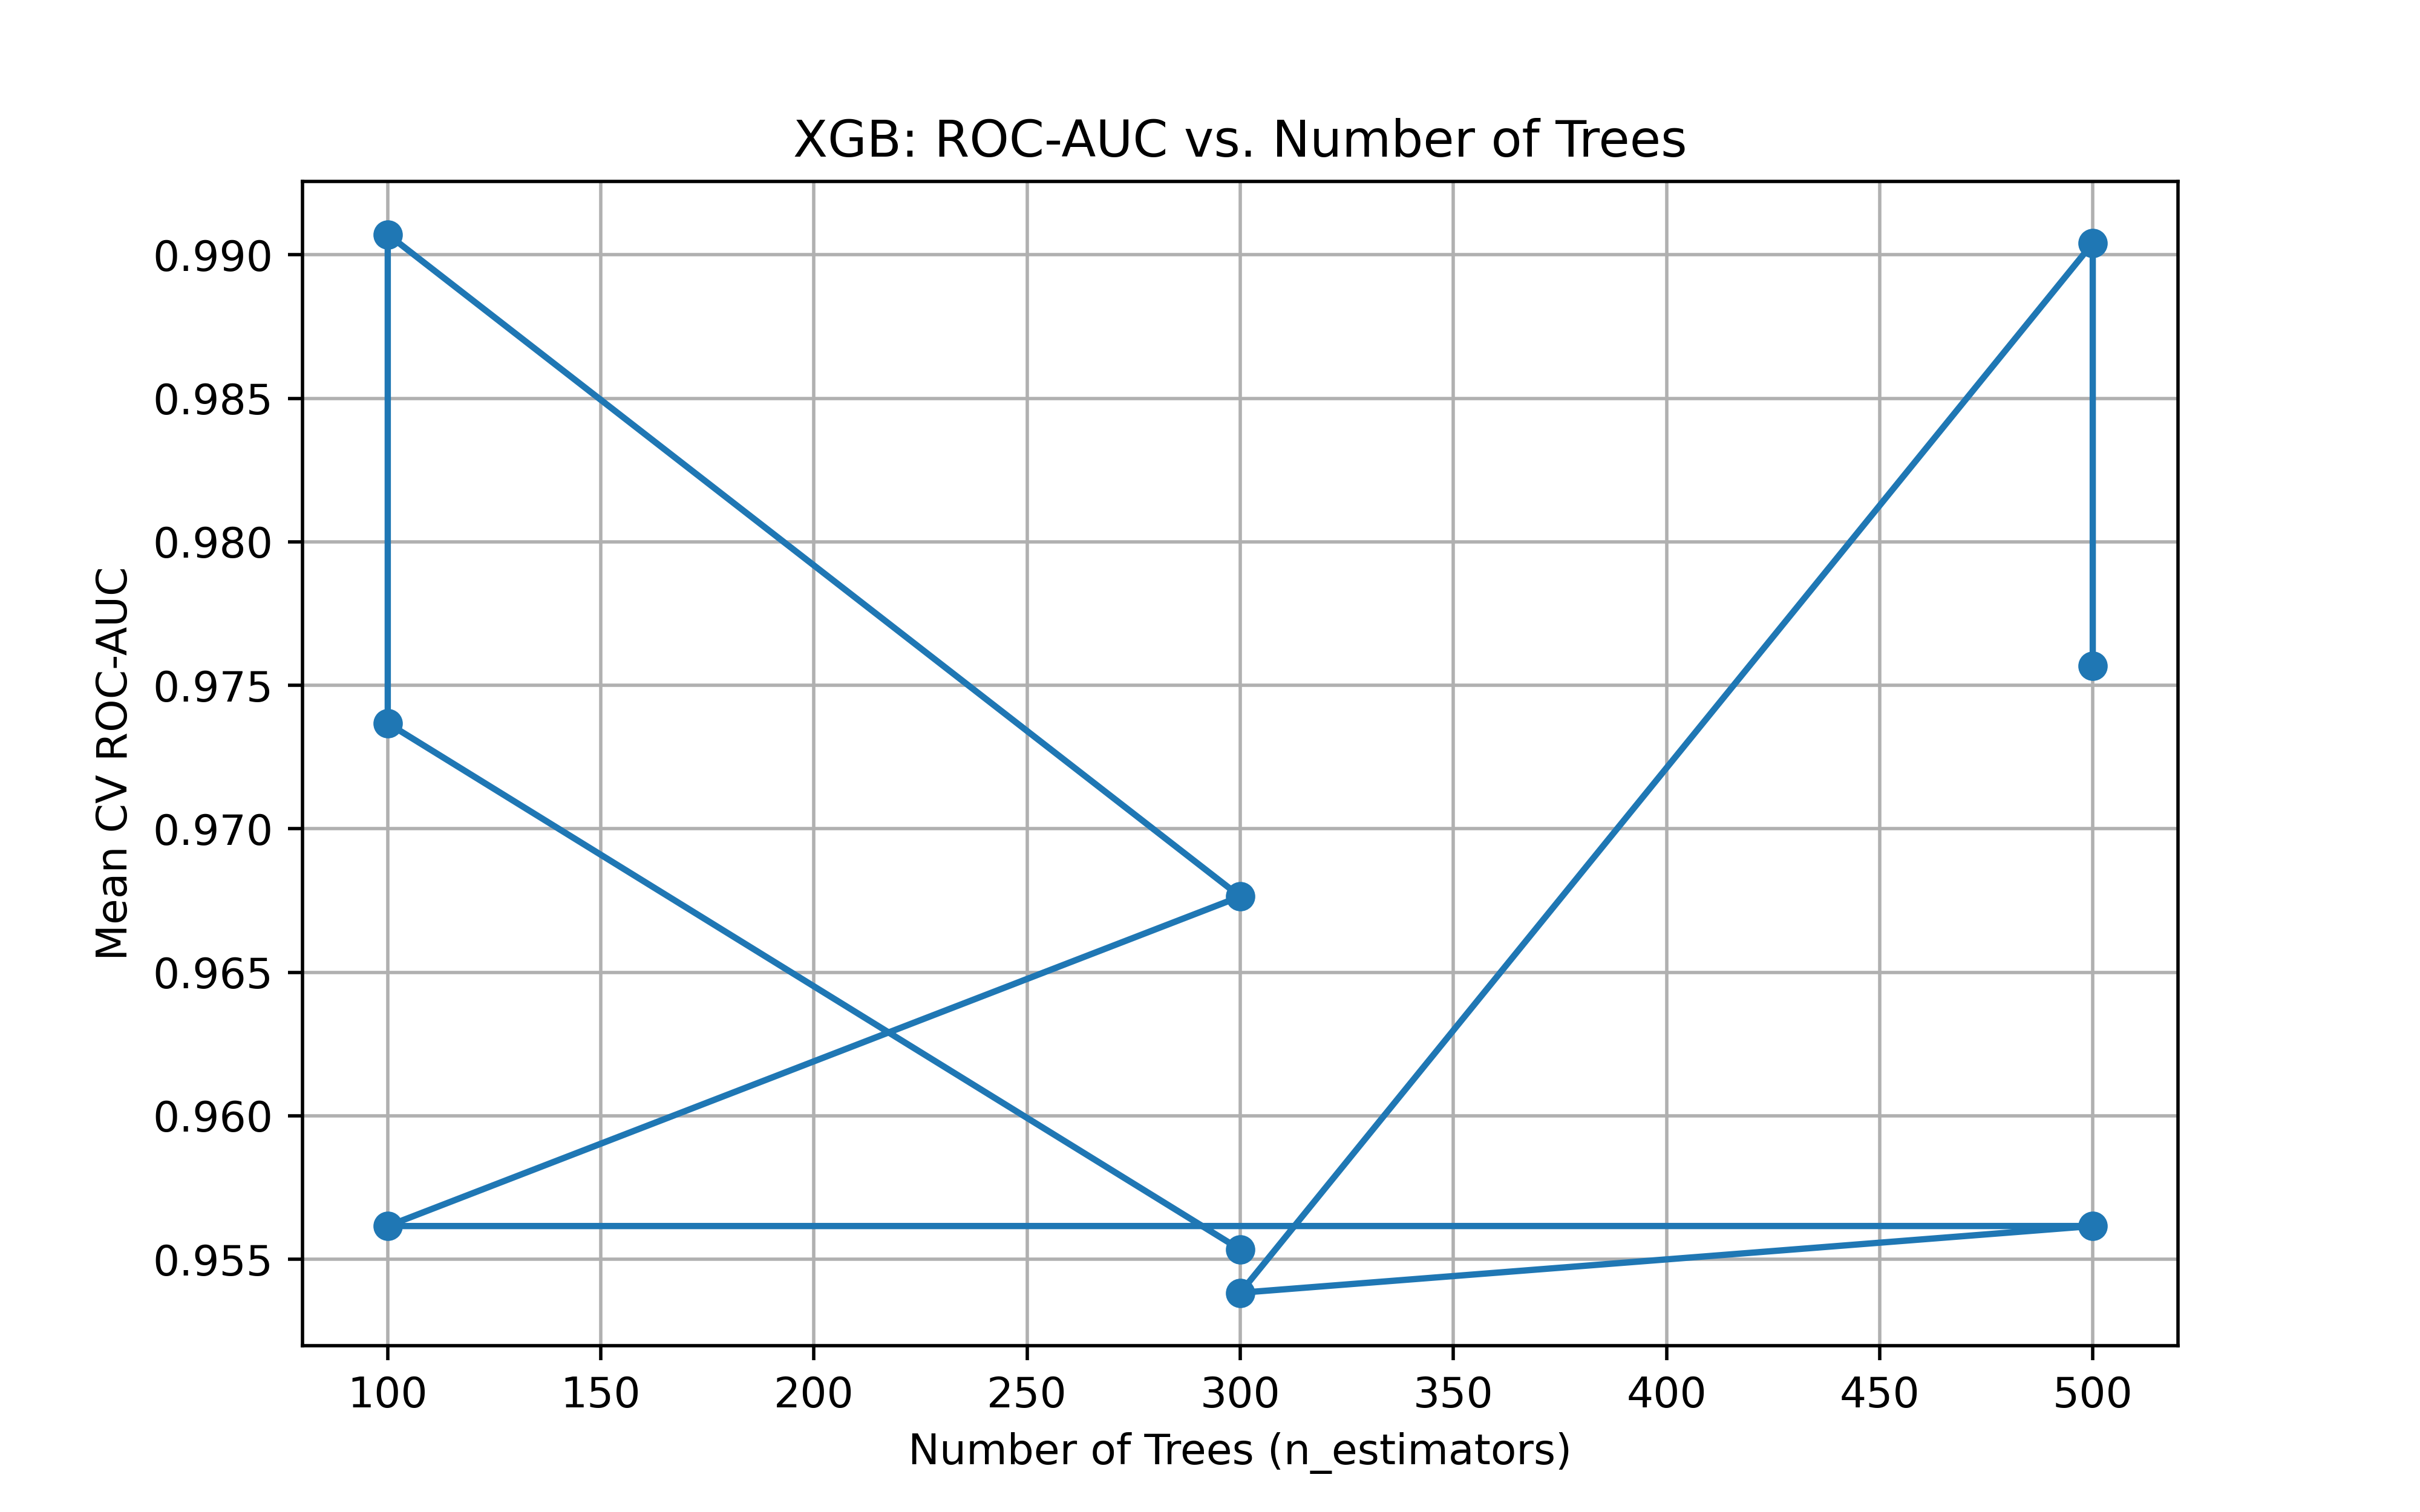 XGB: ROC-AUC vs. Number of Trees
Mean CV ROC-AUC
0.990
0.985
0.980
0.975
0.970
0.965
0.960
0.955
100 150 200 250 300 350 400 450 500
Number of Trees (n_estimators)